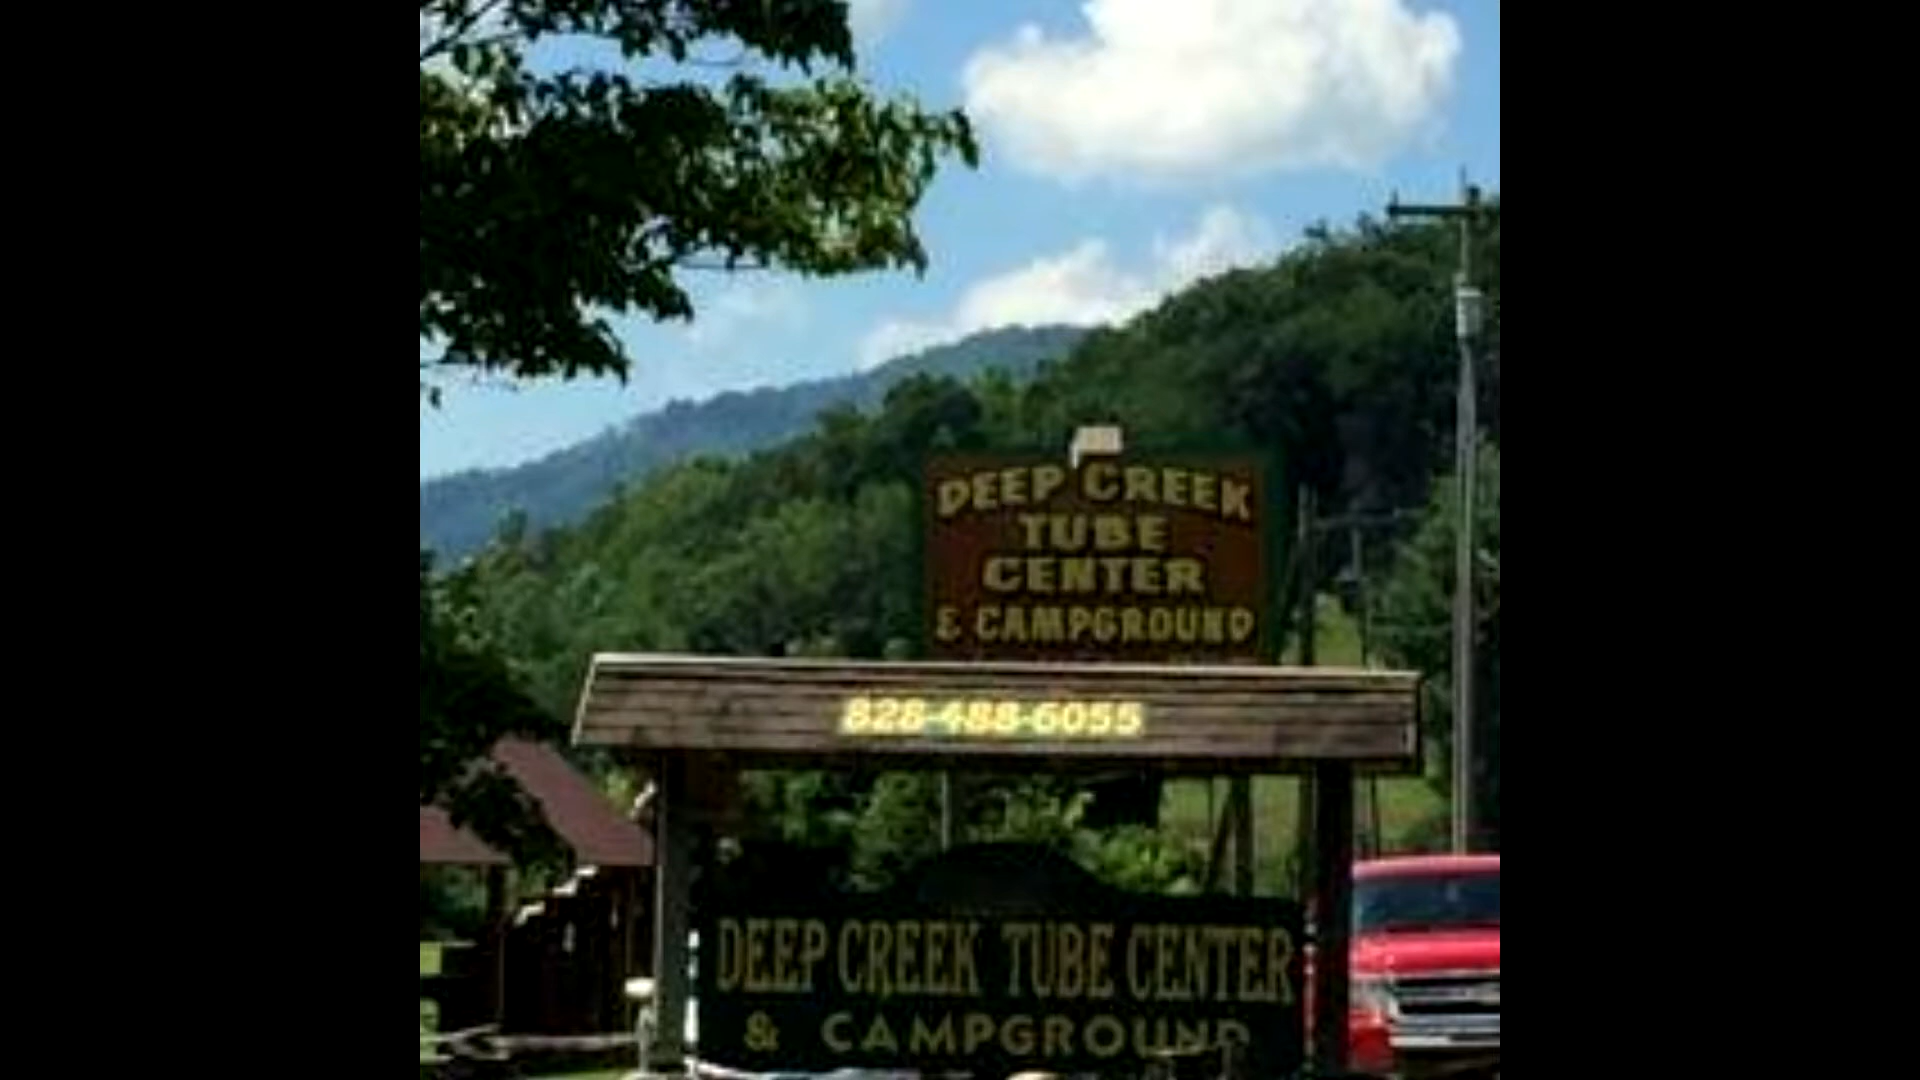 DEEP CREEK
TUBE
CENTER
& CAMPGROUND
828-488-6055
DEEP CREEK TUBE CENTER
& CAMPGROUND